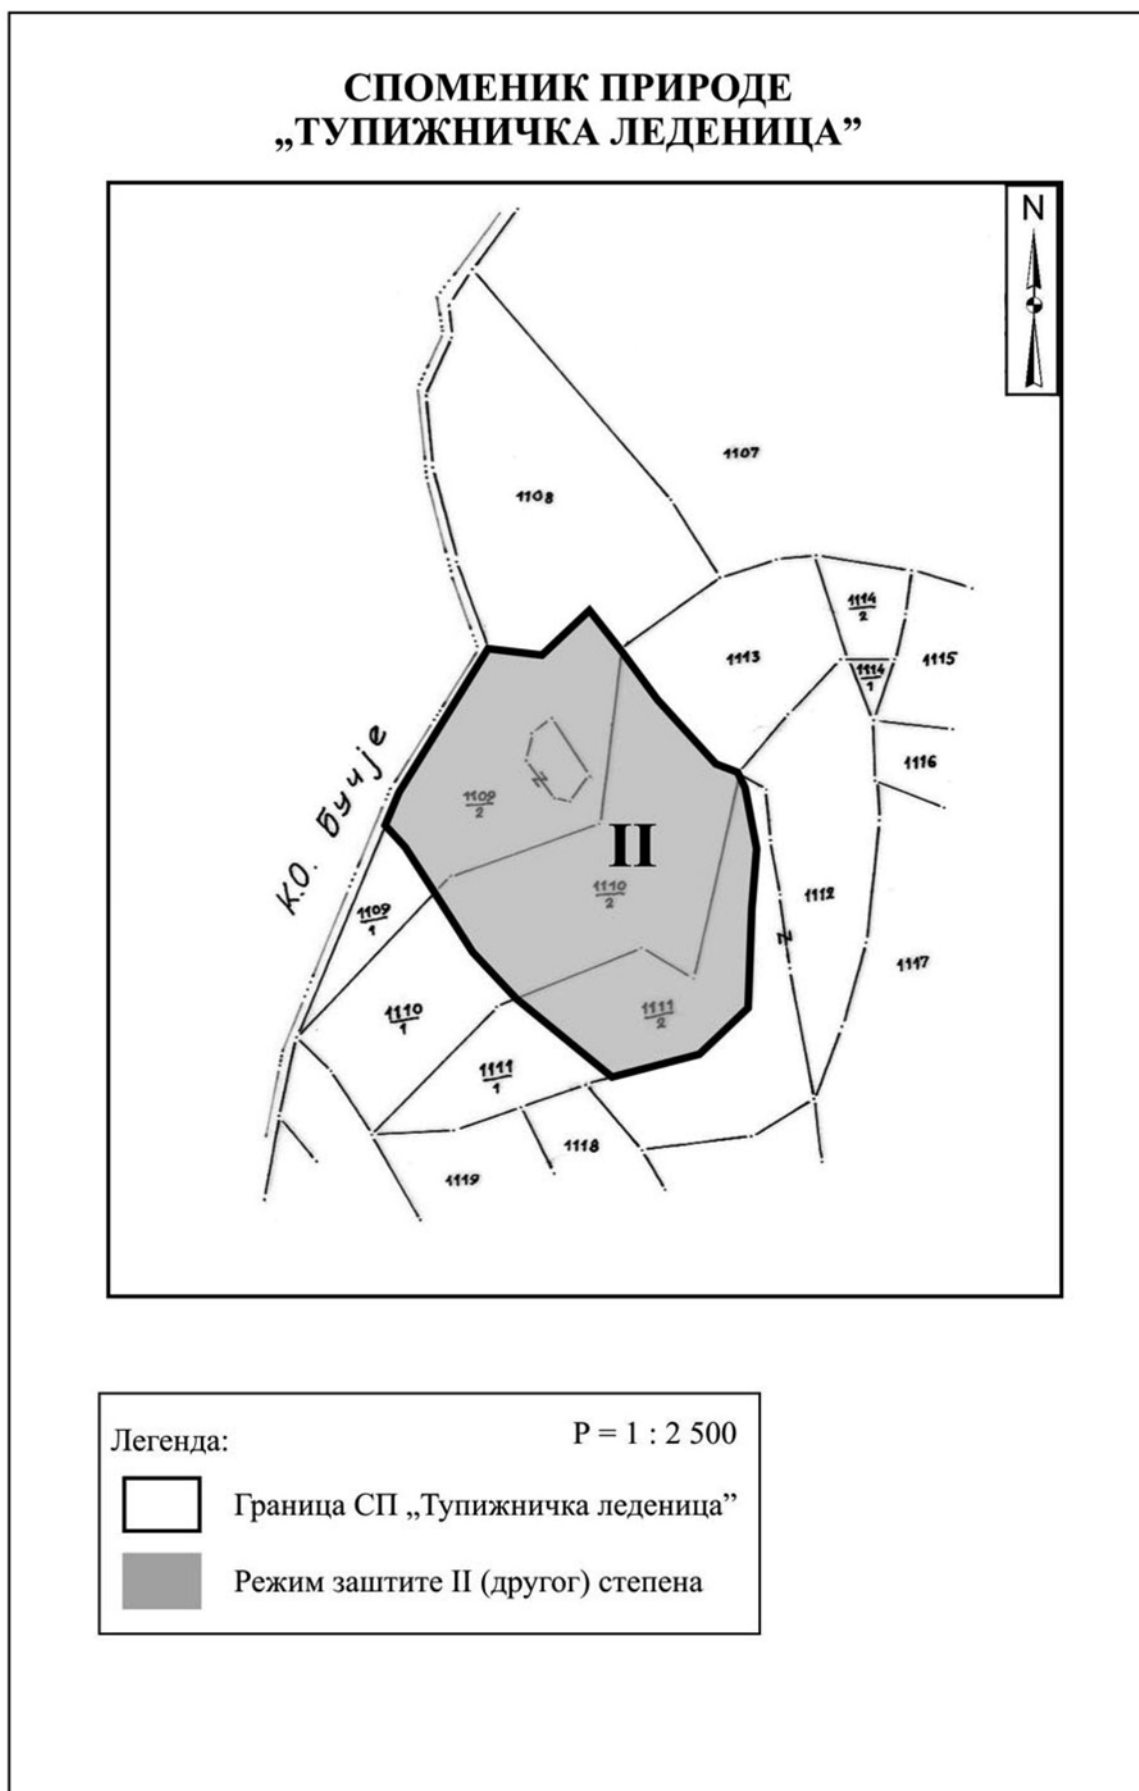 СПОМЕНИК ПРИРОДЕ
„ТУПИЖНИЧКА ЛЕДЕНИЦА”
N
1107
1108
1114
2
1113
1114
1
1115
1116
К.О. Бучје
1109
2
II
1110
2
1112
1109
1
1117
1110
1
1111
2
1111
1
1118
1119
Легенда:
Р = 1 : 2 500
Граница СП „Тупижничка леденица”
Режим заштите II (другог) степена